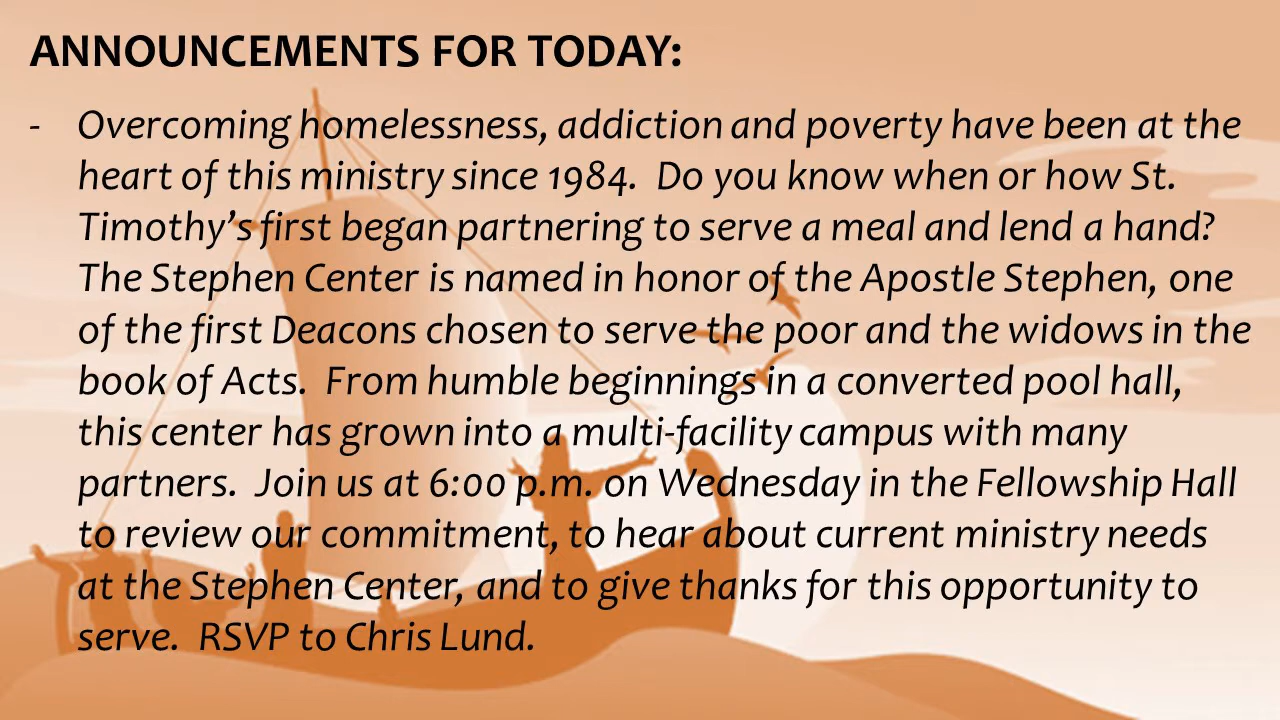 ANNOUNCEMENTS FOR TODAY:
- Overcoming homelessness, addiction and poverty have been at the
heart of this ministry since 1984.  Do you know when or how St.
Timothy’s first began partnering to serve a meal and lend a hand?
The Stephen Center is named in honor of the Apostle Stephen, one
of the first Deacons chosen to serve the poor and the widows in the
book of Acts.  From humble beginnings in a converted pool hall,
this center has grown into a multi-facility campus with many
partners.  Join us at 6:00 p.m. on Wednesday in the Fellowship Hall
to review our commitment, to hear about current ministry needs
at the Stephen Center, and to give thanks for this opportunity to
serve.  RSVP to Chris Lund.